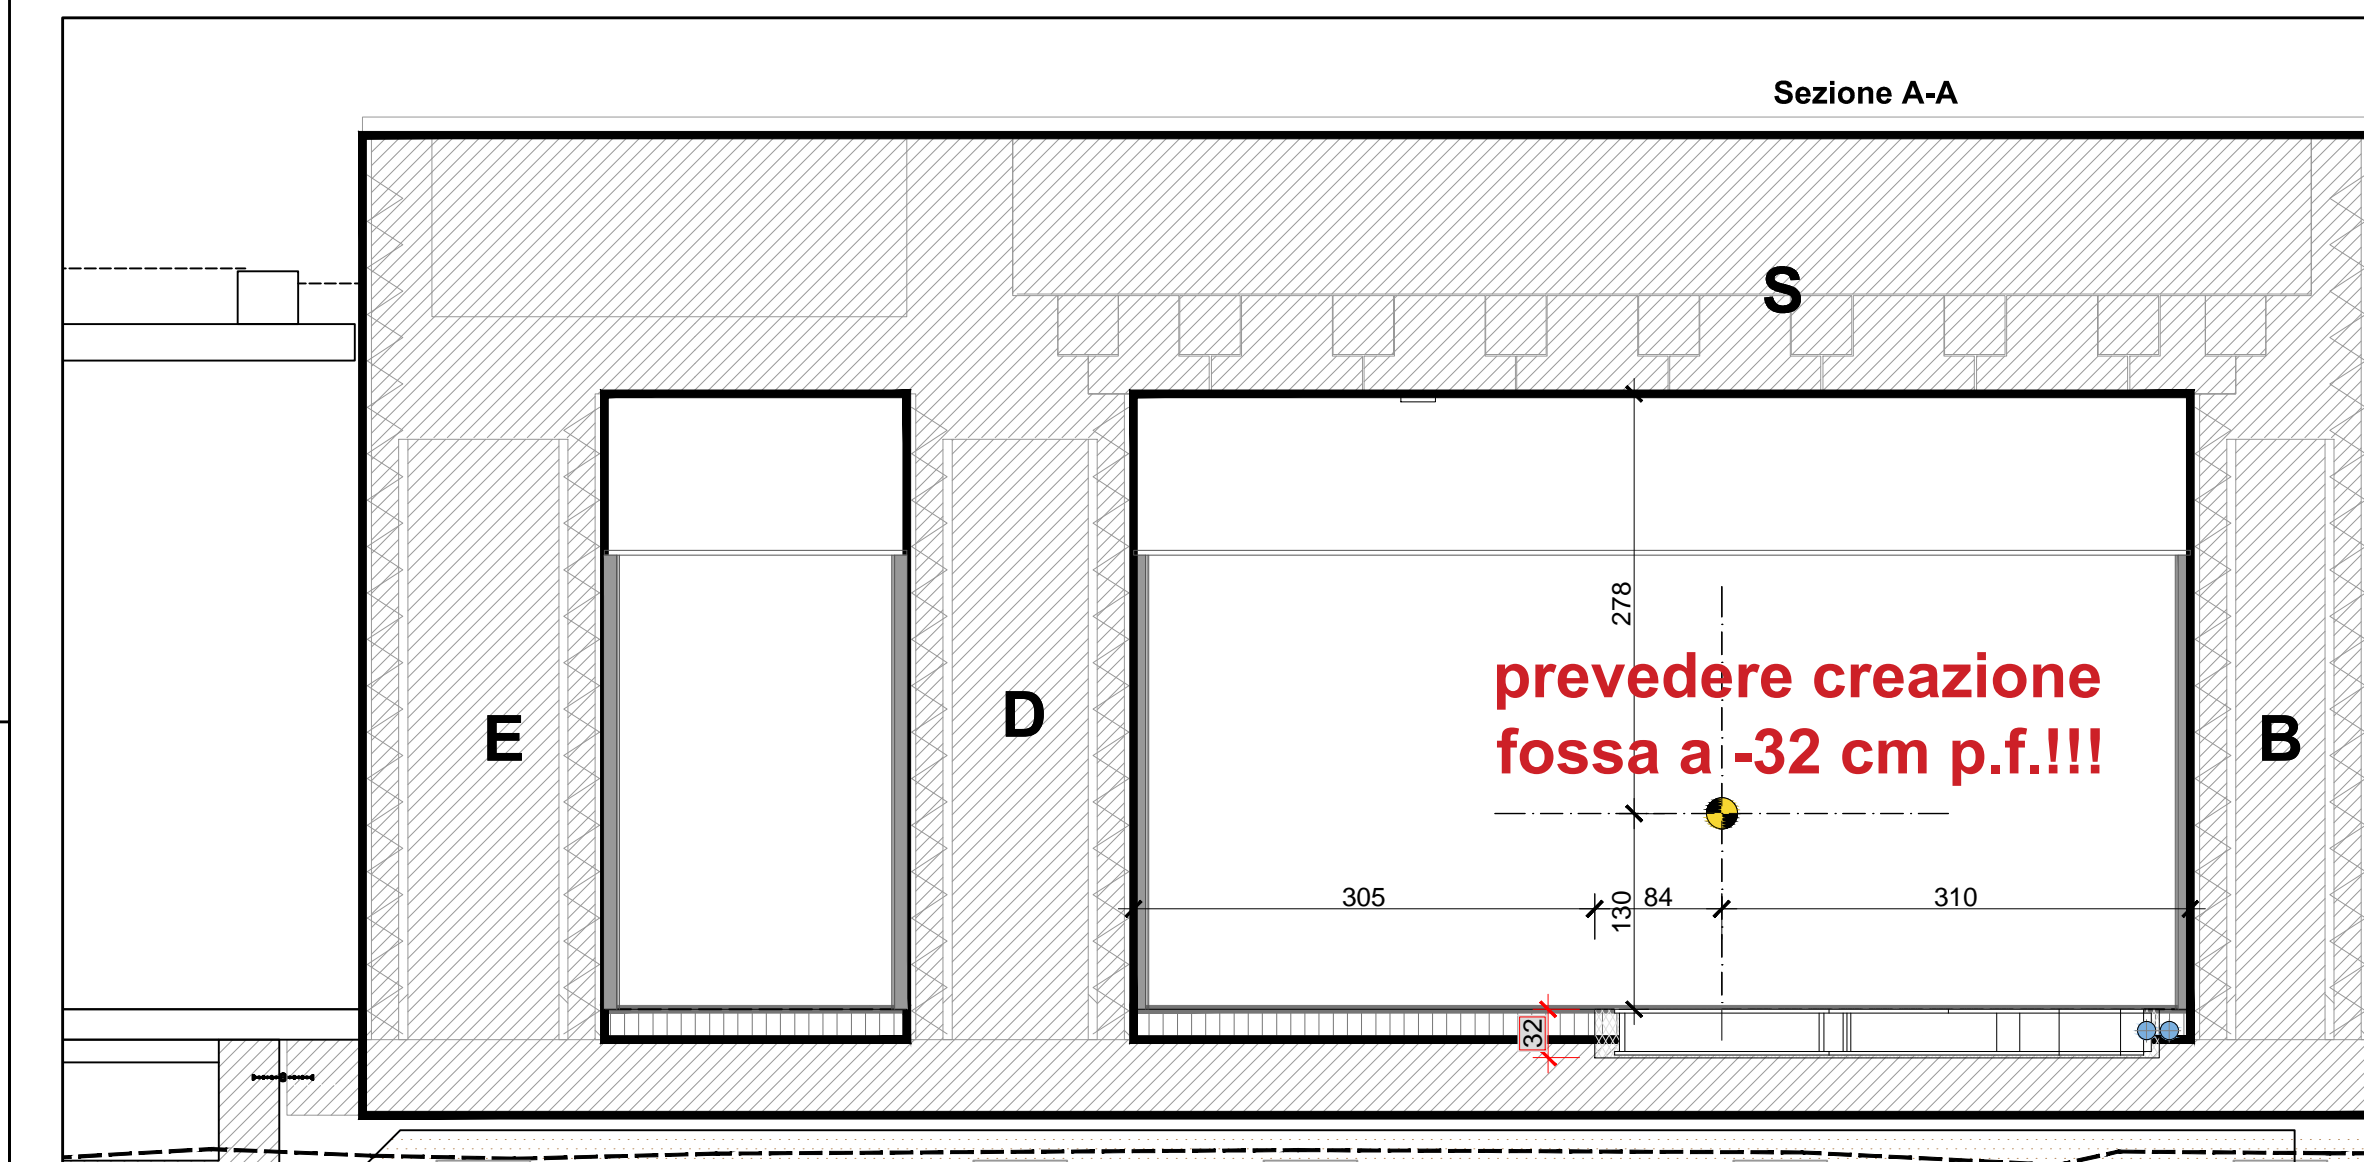 Sezione A-A
S
278
prevedere creazione
fossa a -32 cm p.f.!!!
E
D
B
305
130
84
310
32